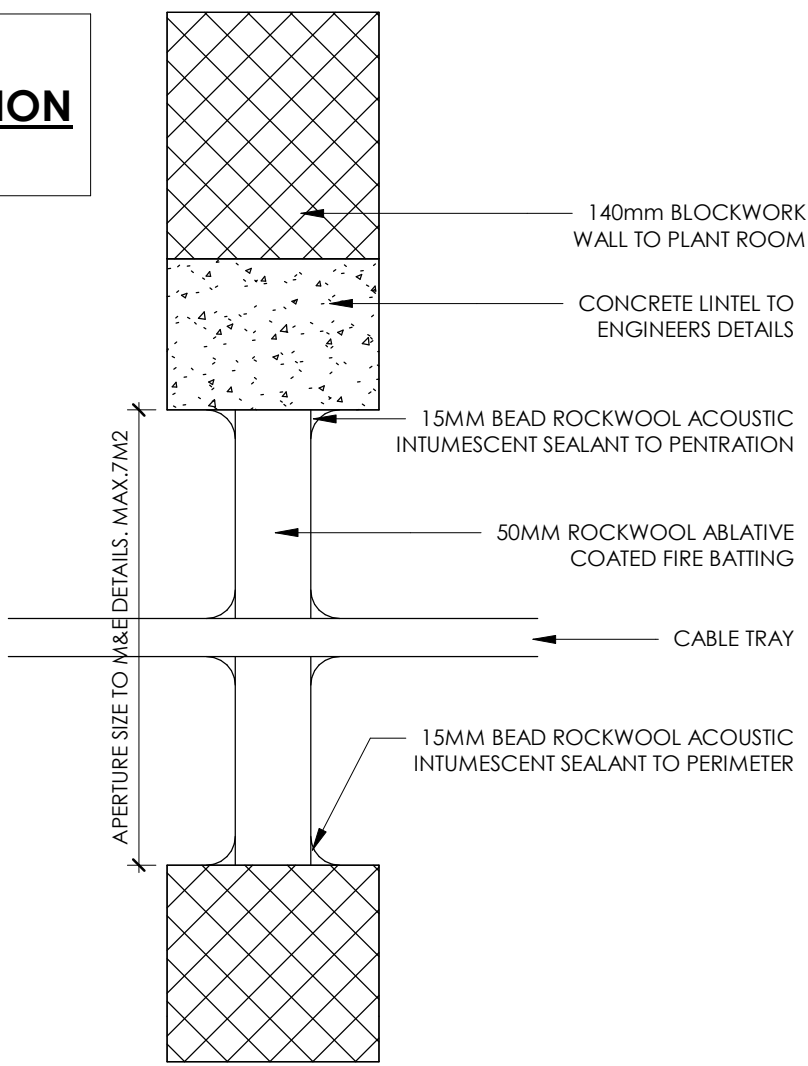 ION
140mm BLOCKWORK
WALL TO PLANT ROOM
CONCRETE LINTEL TO
ENGINEERS DETAILS
15MM BEAD ROCKWOOL ACOUSTIC
INTUMESCENT SEALANT TO PENTRATION
50MM ROCKWOOL ABLATIVE
COATED FIRE BATTING
APERTURE SIZE TO M&E DETAILS. MAX.7M2
CABLE TRAY
15MM BEAD ROCKWOOL ACOUSTIC
INTUMESCENT SEALANT TO PERIMETER